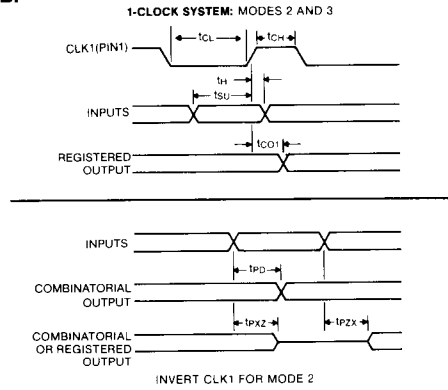 B.
1-CLOCK SYSTEM: MODES 2 AND 3
tCL
tCH
CLK1(PIN1)
tH
tSU
INPUTS
tCO1
REGISTERED
OUTPUT
INPUTS
tPD
COMBINATORIAL
OUTPUT
tPXZ
tPZX
COMBINATORIAL
OR REGISTERED
OUTPUT
INVERT CLK1 FOR MODE 2